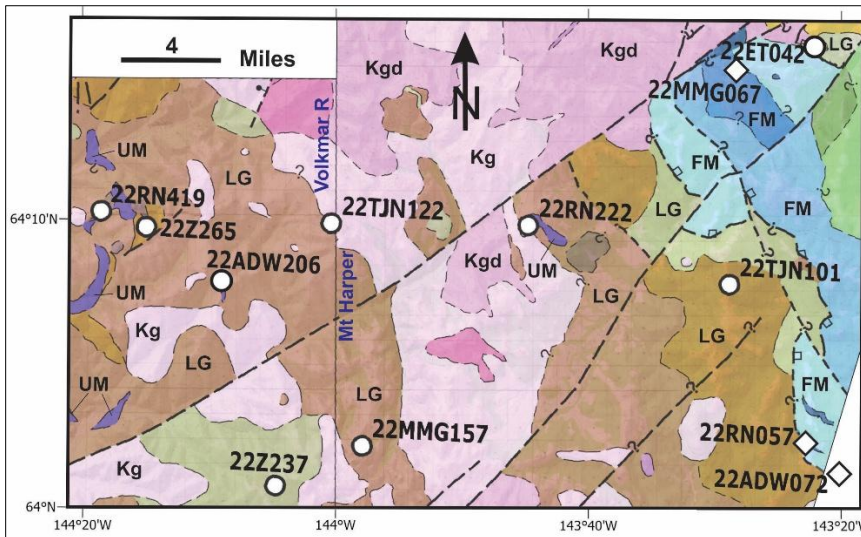 4 Miles
N
Kgd
Kgd
22ET042
LG
22MMG067
UM
FM
Kg
Volkmar R
LG
FM
22RN419
64°10'
22TJN122
22RN222
LG
FM
22Z265
Kgd
UM
22ADW206
22TJN101
UM
LG
Mt Harper
Kg
LG
LG
UM
LG
FM
22MMG157
22RN057
Kg
22Z237
22ADW072
64°N
144°20'
144°W
143°40'
143°20'